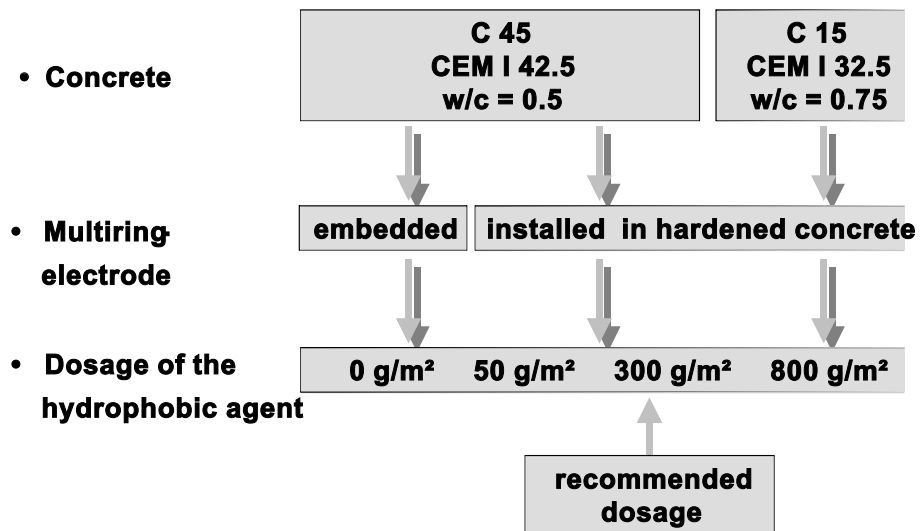 • Concrete
C 45
CEM I 42.5
w/c = 0.5
C 15
CEM I 32.5
w/c = 0.75
• Multiring-
electrode
embedded
installed in hardened concrete
• Dosage of the
hydrophobic agent
0 g/m² 50 g/m² 300 g/m² 800 g/m²
recommended
dosage